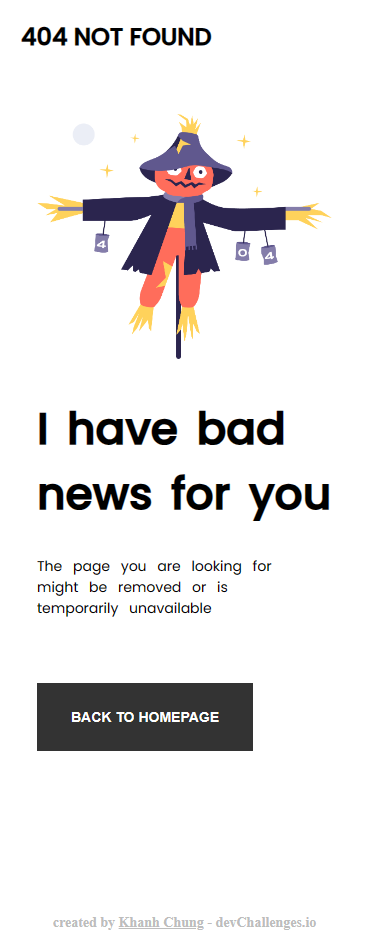 404 NOT FOUND
4
0
4
I have bad
news for you
The page you are looking for
might be removed or is
temporarily unavailable
BACK TO HOMEPAGE
created by Khanh Chung - devChallenges.io